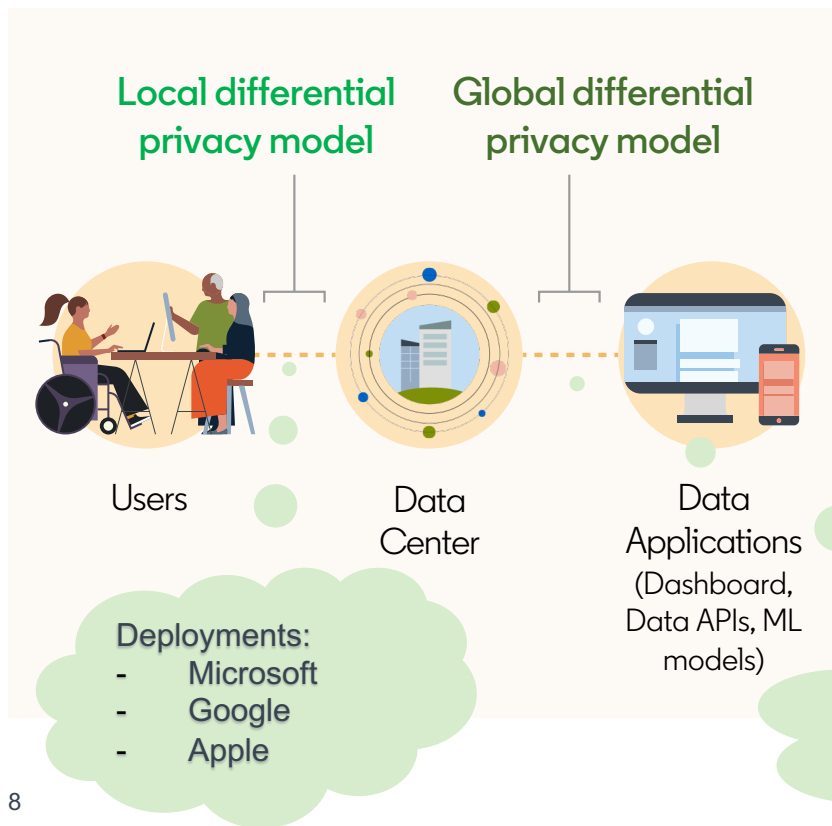 Local differential
privacy model
Global differential
privacy model
Users
Data
Center
Data
Applications
(Dashboard,
Data APIs, ML
models)
Deployments:
- Microsoft
- Google
- Apple
8